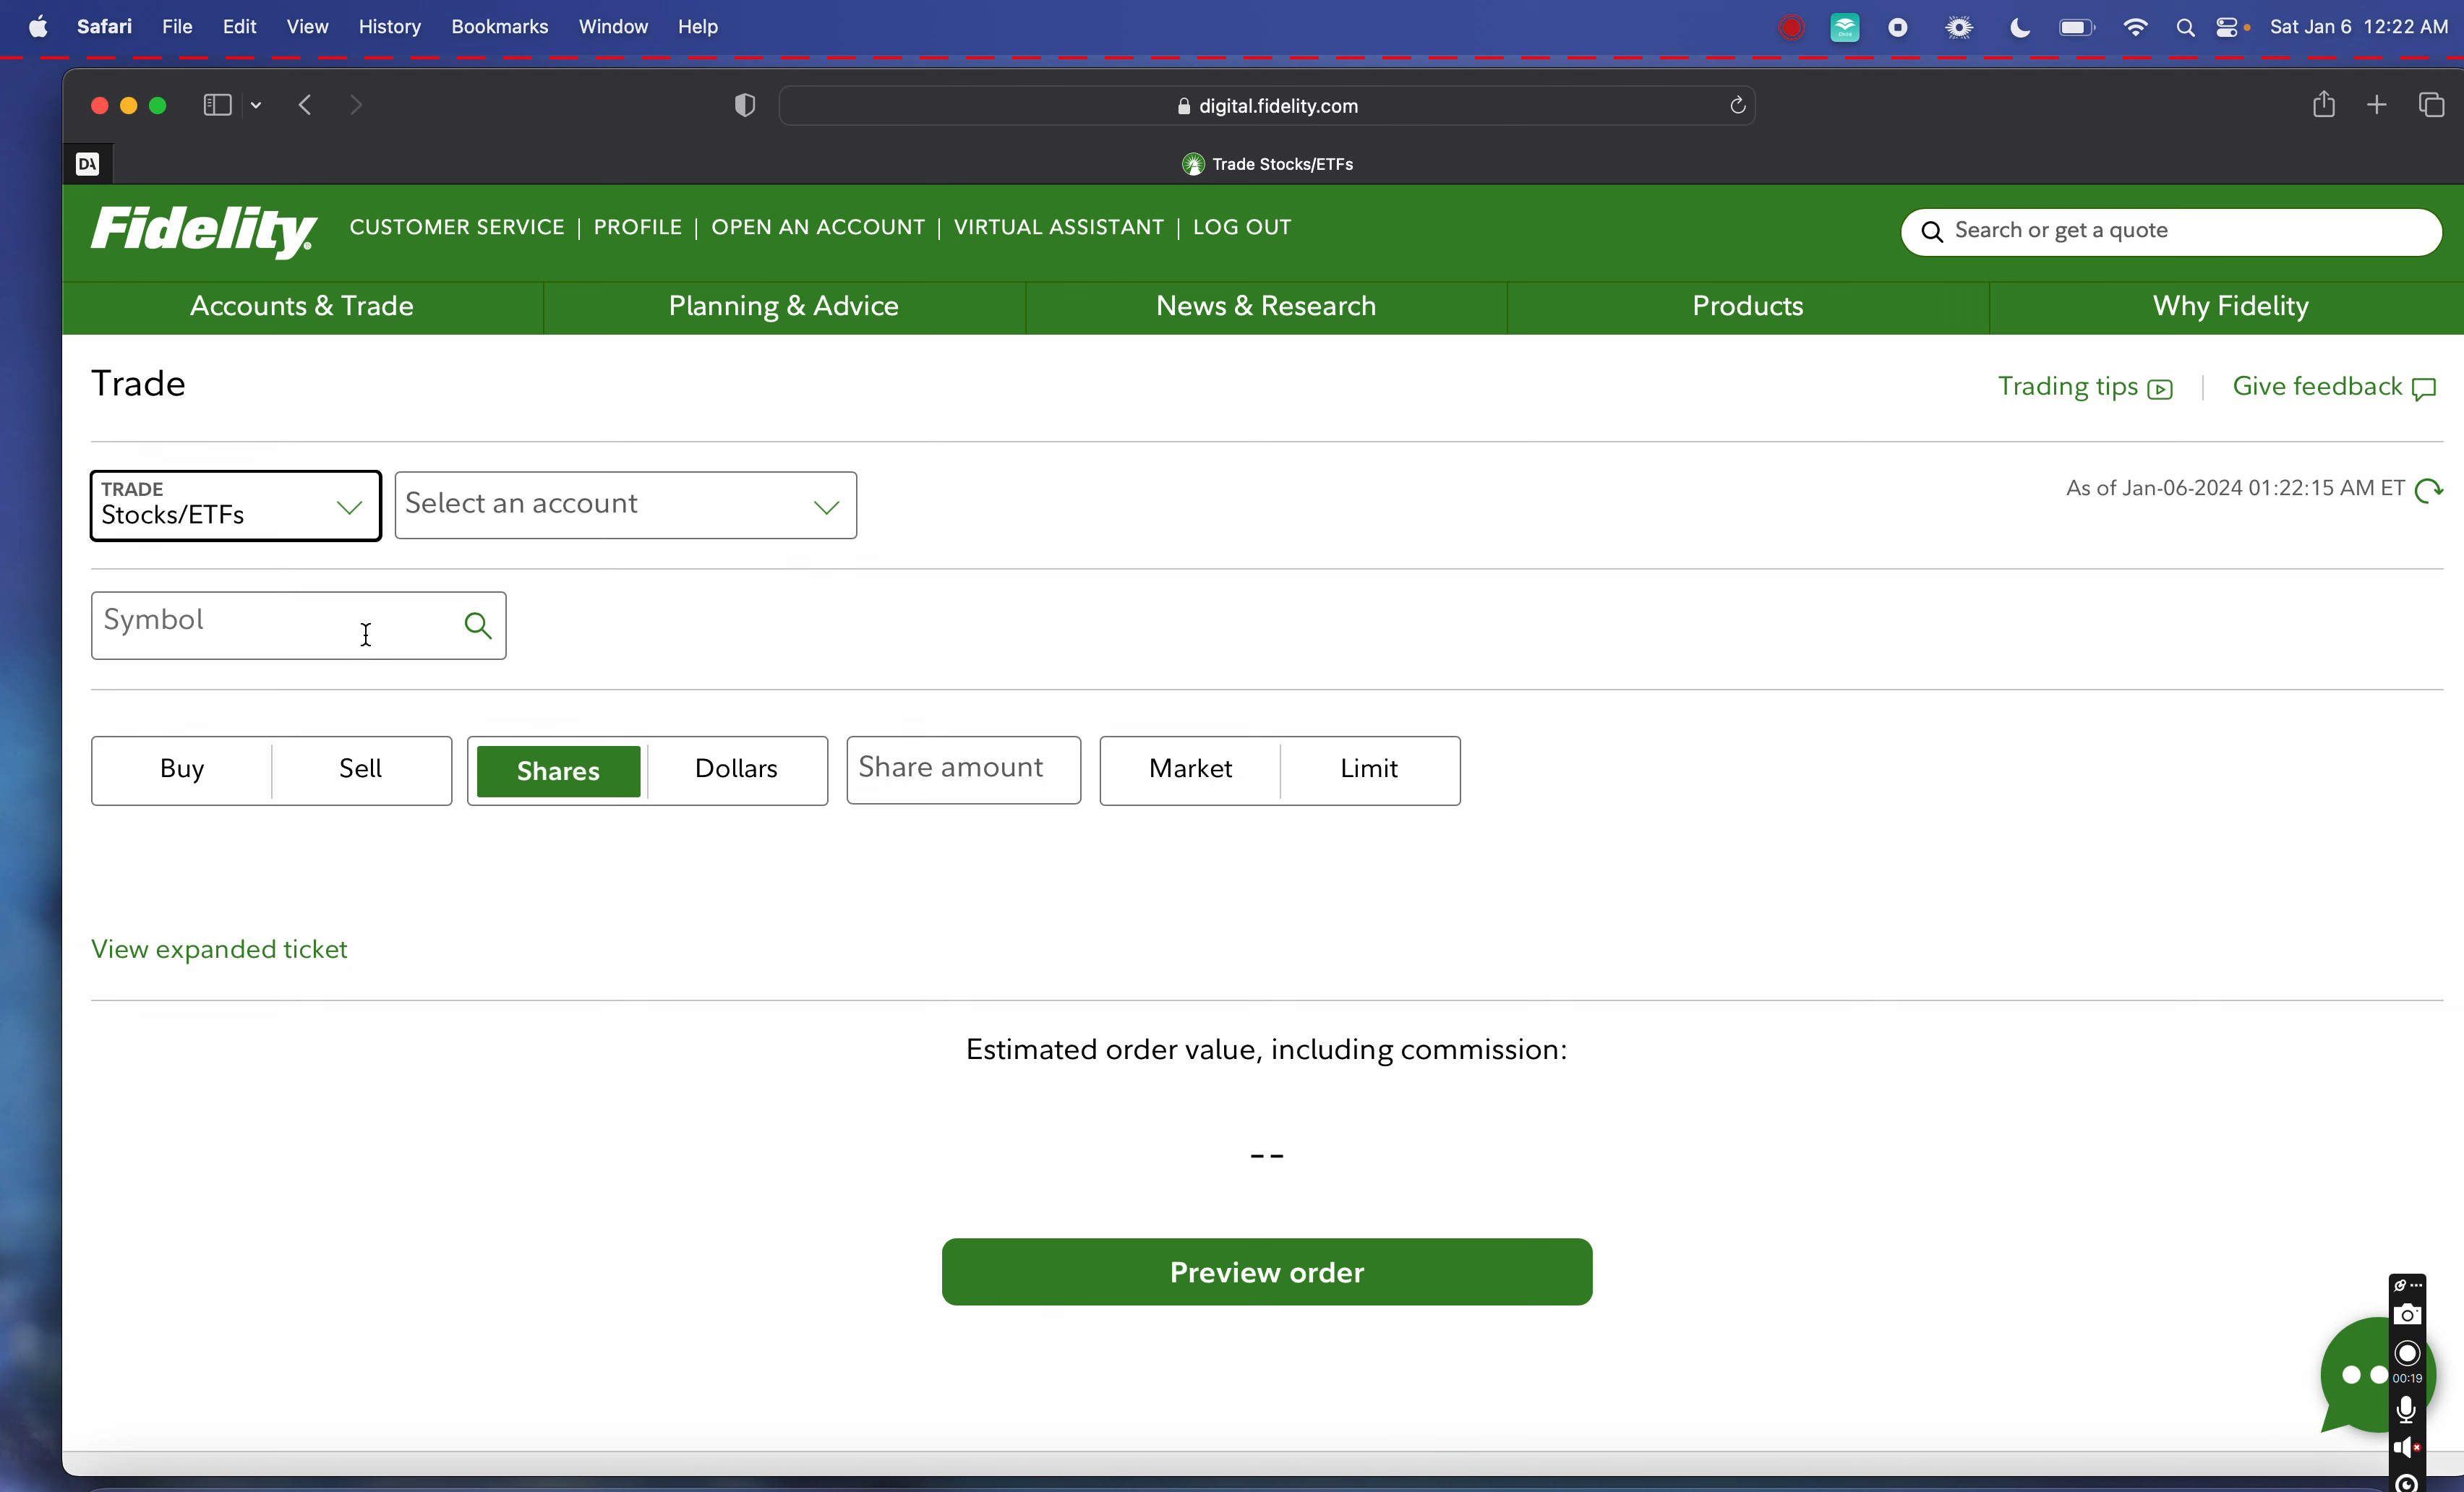 Safari File Edit View History Bookmarks Window Help Sat Jan 6 12:22 AM
digital.fidelity.com
Trade Stocks/ETFs
Fidelity CUSTOMER SERVICE | PROFILE | OPEN AN ACCOUNT | VIRTUAL ASSISTANT | LOG OUT Search or get a quote
Accounts & Trade Planning & Advice News & Research Products Why Fidelity
Trade Trading tips Give feedback
TRADE
Stocks/ETFs Select an account As of Jan-06-2024 01:22:15 AM ET
Symbol
Buy Sell Shares Dollars Share amount Market Limit
View expanded ticket
Estimated order value, including commission:
--
Preview order
00:19